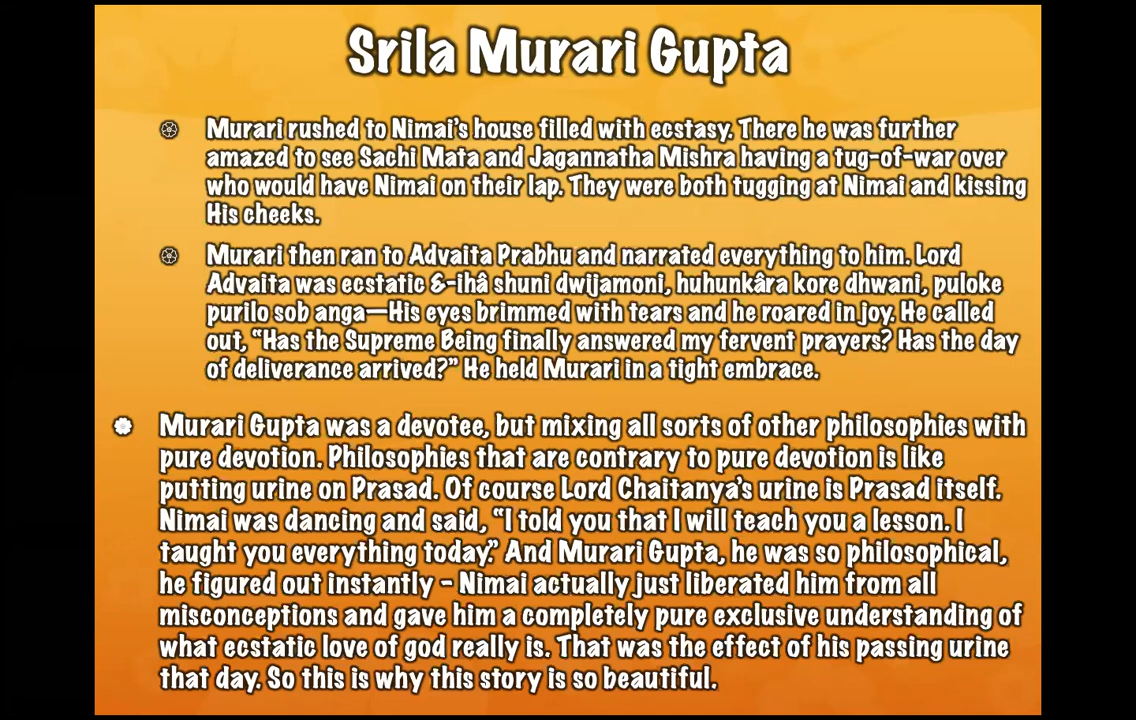 Srila Murari Gupta
Murari rushed to Nimai's house filled with ecstasy. There he was further
amazed to see Sachi Mata and Jagannatha Mishra having a tug-of-war over
who would have Nimai on their lap. They were both tugging at Nimai and kissing
His cheeks.
Murari then ran to Advaita Prabhu and narrated everything to him. Lord
Advaita was ecstatic &-ihâ shuni dwijamoni, huhunkâra kore dhwani, puloke
purilo sob anga—His eyes brimmed with tears and he roared in joy. He called
out, "Has the Supreme Being finally answered my fervent prayers? Has the day
of deliverance arrived?" He held Murari in a tight embrace.
Murari Gupta was a devotee, but mixing all sorts of other philosophies with
pure devotion. Philosophies that are contrary to pure devotion is like
putting urine on Prasad. Of course Lord Chaitanya's urine is Prasad itself.
Nimai was dancing and said, "I told you that I will teach you a lesson. I
taught you everything today." And Murari Gupta, he was so philosophical,
he figured out instantly – Nimai actually just liberated him from all
misconceptions and gave him a completely pure exclusive understanding of
what ecstatic love of god really is. That was the effect of his passing urine
that day. So this is why this story is so beautiful.